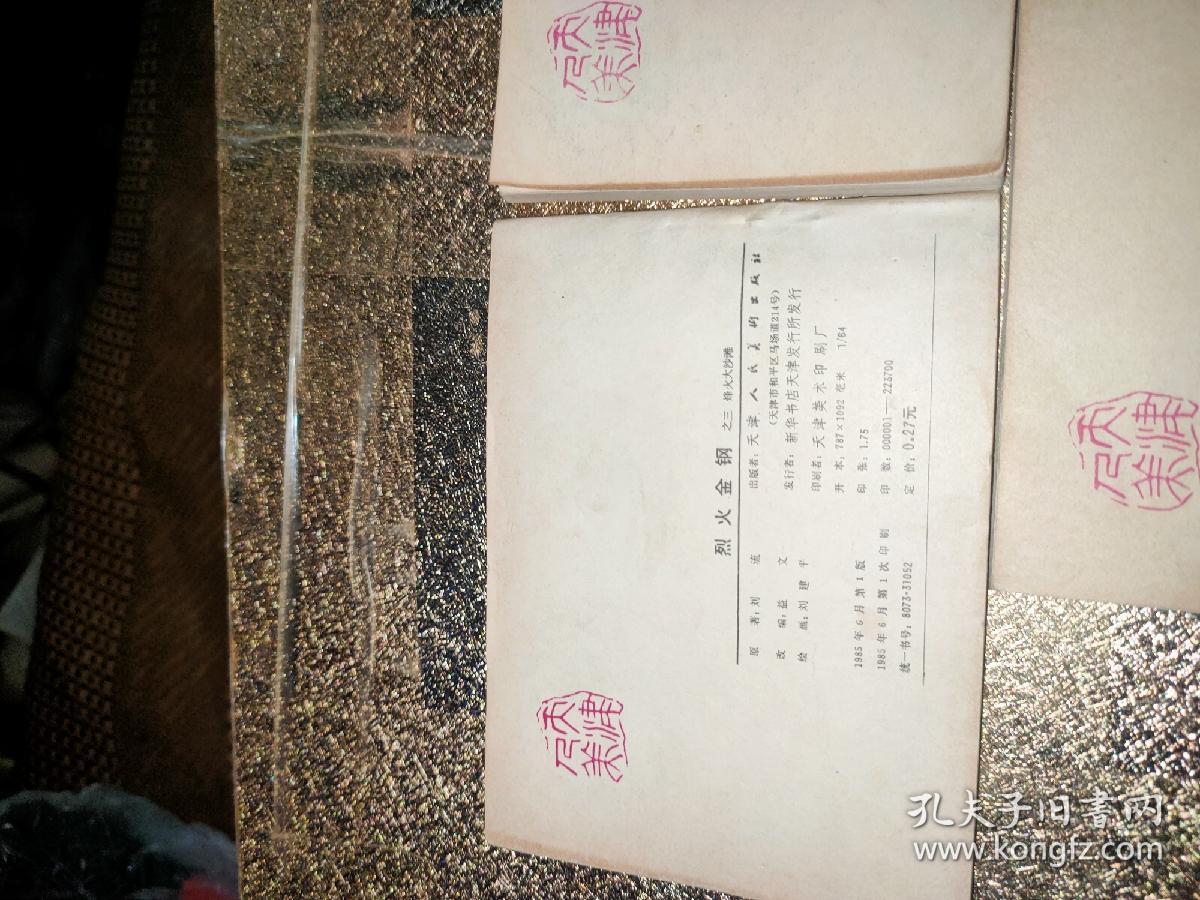 烈火金钢 之三 烽火大沙滩
原著：刘流
改编：益文
绘画：刘建平
出版者：天津人民美术出版社
（天津市和平区马场道214号）
发行者：新华书店天津发行所发行
印刷者：天津美术印刷厂
开本：787×1092 毫米 1/64
印张：1.75
印数：000001—223700
定价：0.27元
1985年6月第1版
1985年6月第1次印刷
统一书号：8073·31052
孔夫子旧書网
www.kongfz.com